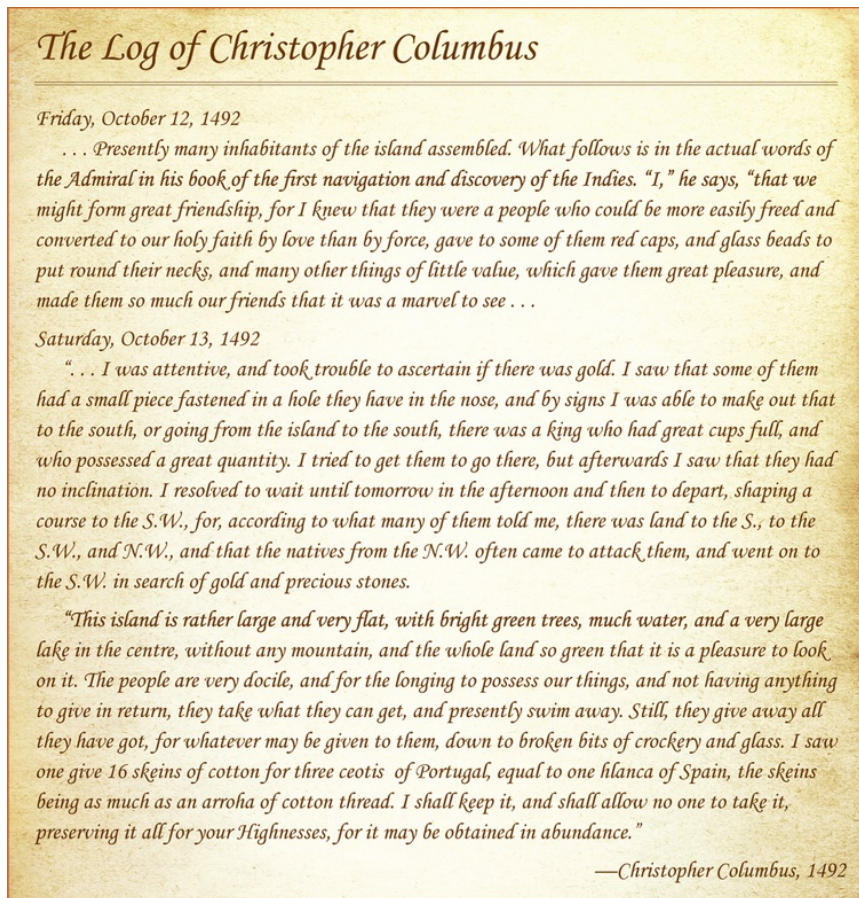 The Log of Christopher Columbus
Friday, October 12, 1492
. . . Presently many inhabitants of the island assembled. What follows is in the actual words of
the Admiral in his book of the first navigation and discovery of the Indies. “I,” he says, “that we
might form great friendship, for I knew that they were a people who could be more easily freed and
converted to our holy faith by love than by force, gave to some of them red caps, and glass beads to
put round their necks, and many other things of little value, which gave them great pleasure, and
made them so much our friends that it was a marvel to see . . .
Saturday, October 13, 1492
“. . . I was attentive, and took trouble to ascertain if there was gold. I saw that some of them
had a small piece fastened in a hole they have in the nose, and by signs I was able to make out that
to the south, or going from the island to the south, there was a king who had great cups full, and
who possessed a great quantity. I tried to get them to go there, but afterwards I saw that they had
no inclination. I resolved to wait until tomorrow in the afternoon and then to depart, shaping a
course to the S.W., for, according to what many of them told me, there was land to the S., to the
S.W., and N.W., and that the natives from the N.W. often came to attack them, and went on to
the S.W. in search of gold and precious stones.
“This island is rather large and very flat, with bright green trees, much water, and a very large
lake in the centre, without any mountain, and the whole land so green that it is a pleasure to look
on it. The people are very docile, and for the longing to possess our things, and not having anything
to give in return, they take what they can get, and presently swim away. Still, they give away all
they have got, for whatever may be given to them, down to broken bits of crockery and glass. I saw
one give 16 skeins of cotton for three ceotis of Portugal, equal to one hlanca of Spain, the skeins
being as much as an arroha of cotton thread. I shall keep it, and shall allow no one to take it,
preserving it all for your Highnesses, for it may be obtained in abundance.”
—Christopher Columbus, 1492